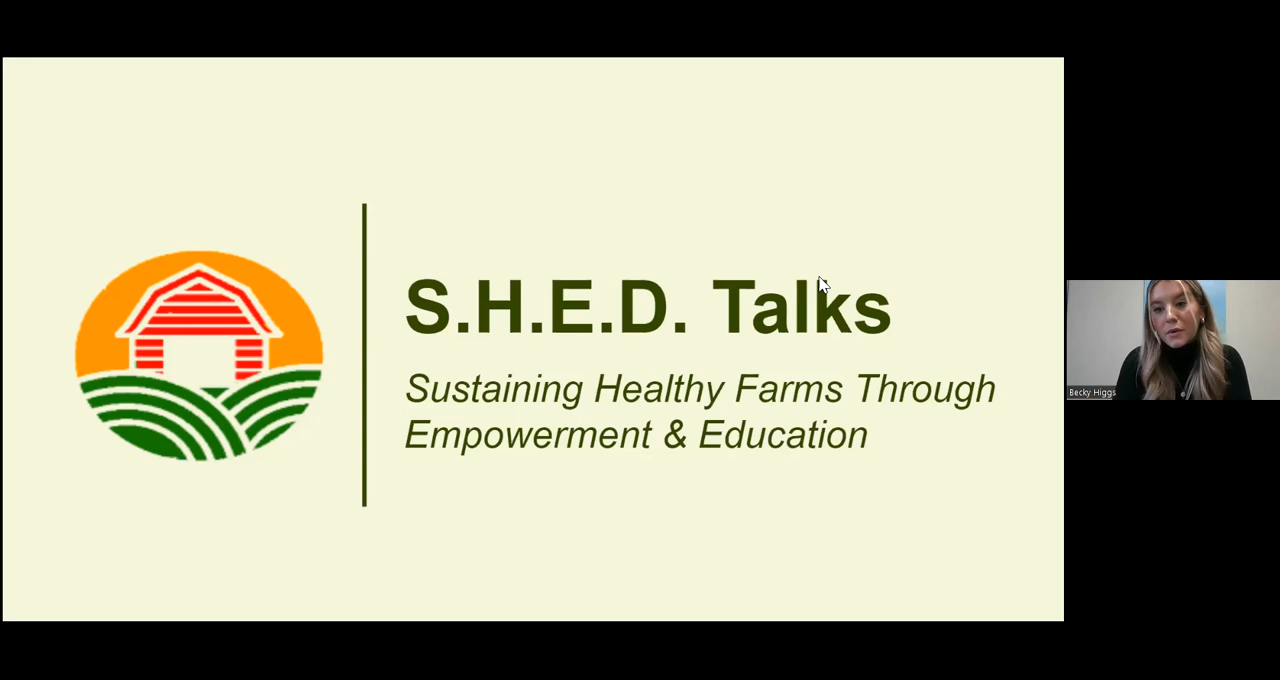 S.H.E.D. Talks
Sustaining Healthy Farms Through
Empowerment & Education
Becky Higgs